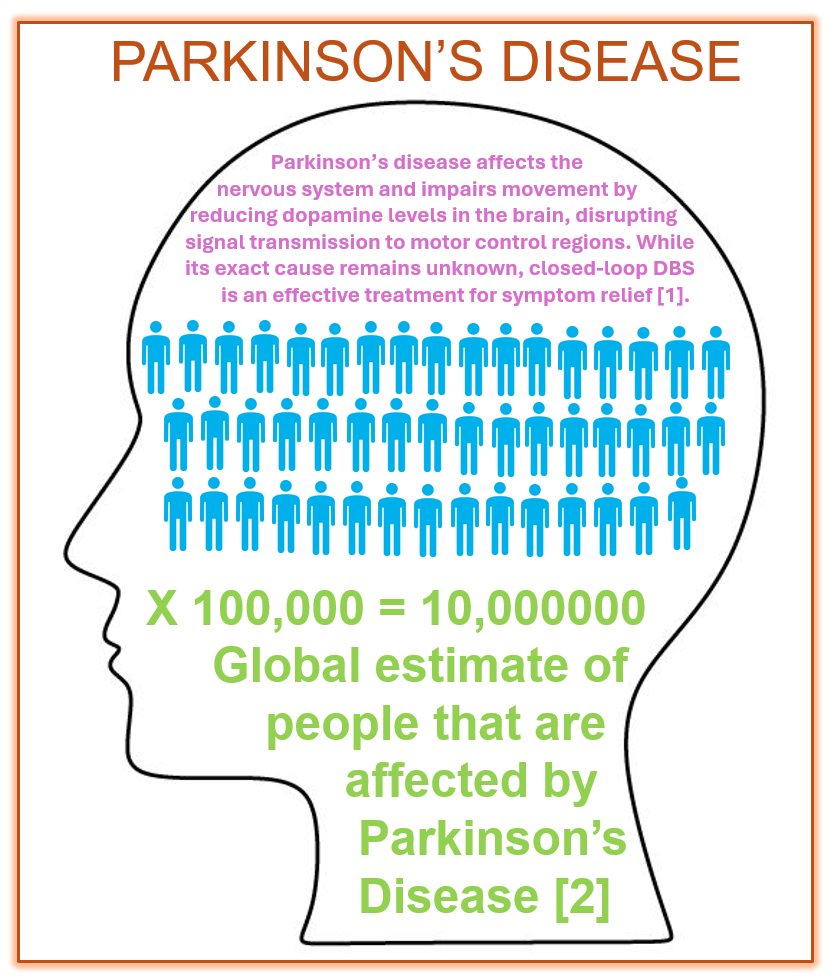 PARKINSON’S DISEASE
Parkinson’s disease affects the
nervous system and impairs movement by
reducing dopamine levels in the brain, disrupting
signal transmission to motor control regions. While
its exact cause remains unknown, closed-loop DBS
is an effective treatment for symptom relief [1].
X 100,000 = 10,000000
Global estimate of
people that are
affected by
Parkinson’s
Disease [2]